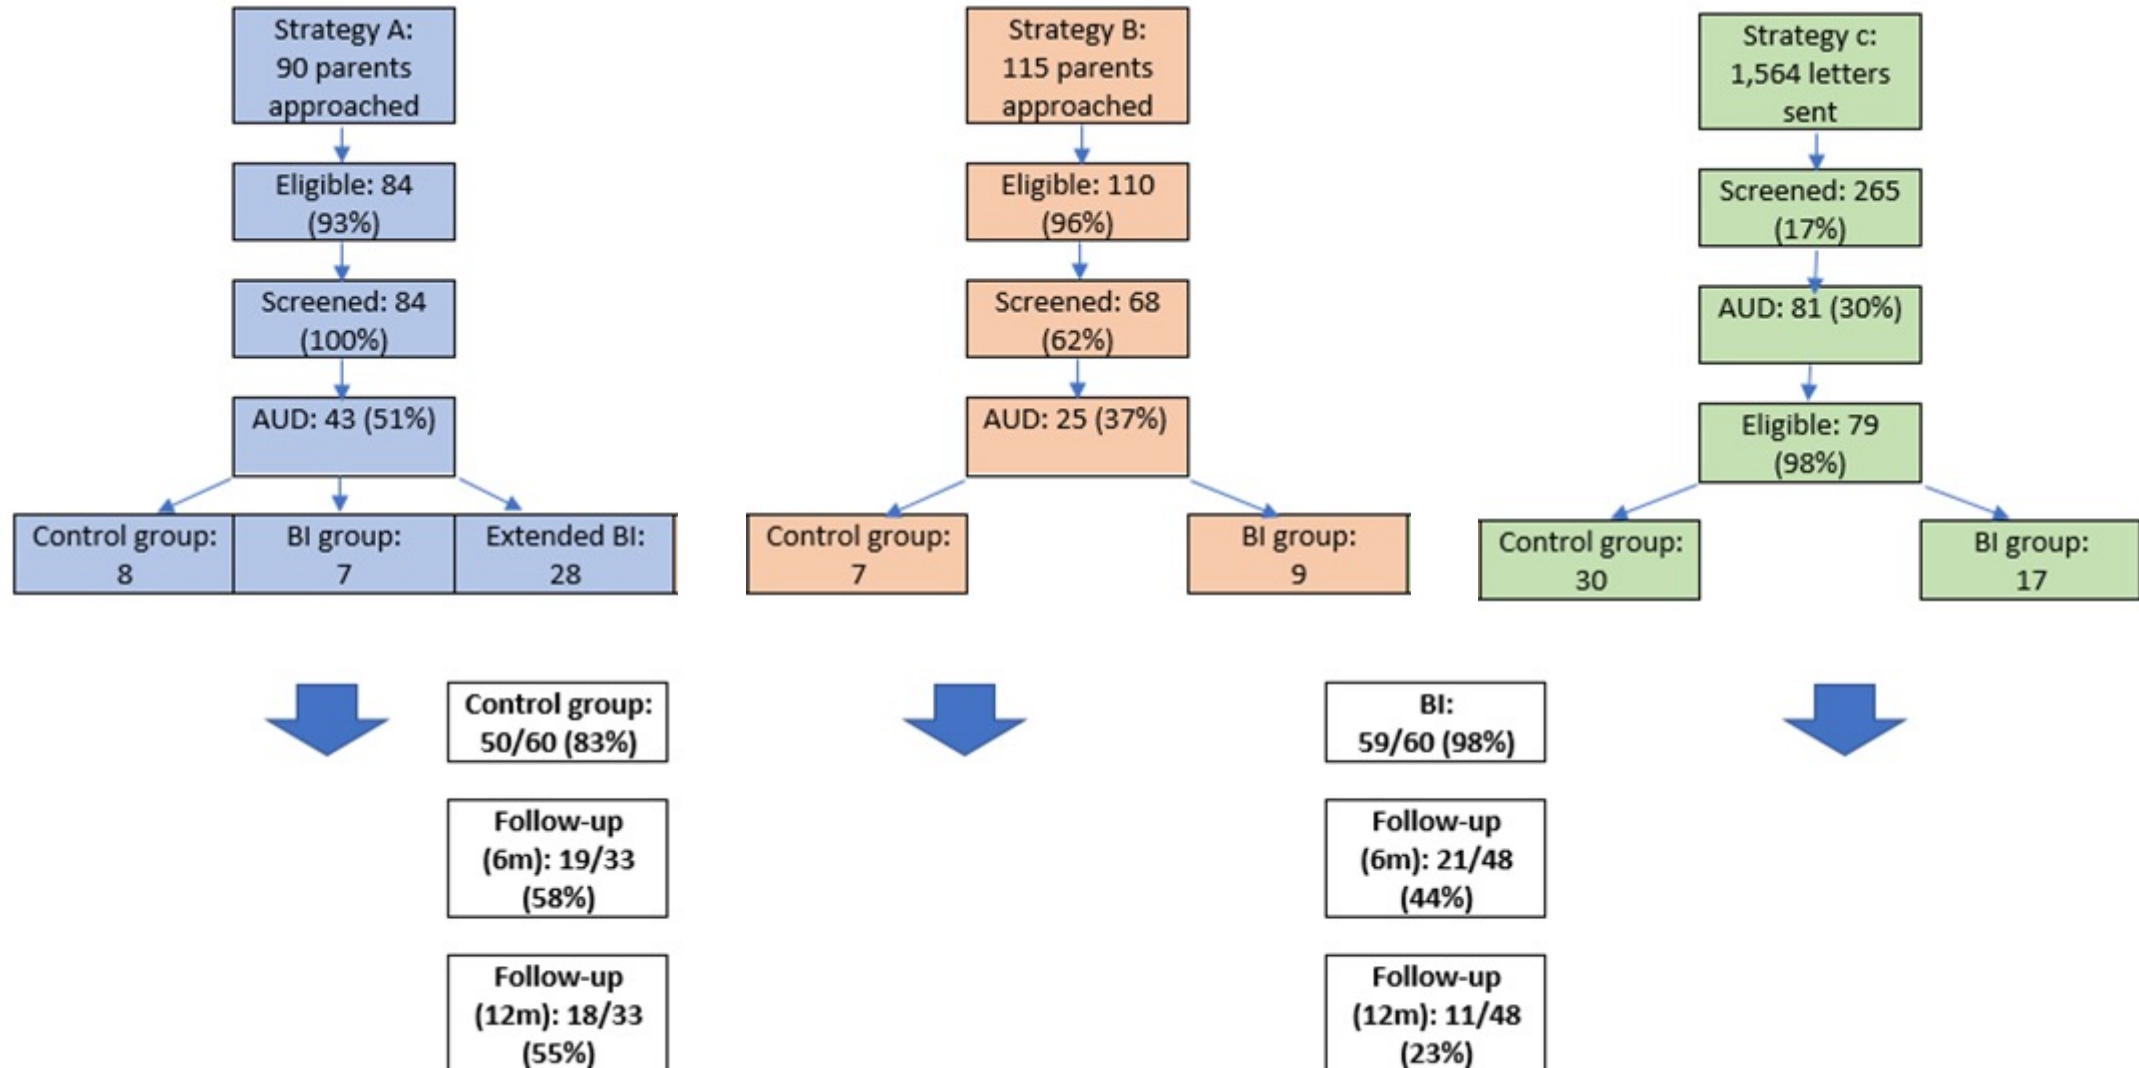 Strategy A:
90 parents
approached
Eligible: 84
(93%)
Screened: 84
(100%)
AUD: 43 (51%)
Control group:
8
BI group:
7
Extended BI:
28
Strategy B:
115 parents
approached
Eligible: 110
(96%)
Screened: 68
(62%)
AUD: 25 (37%)
Control group:
7
BI group:
9
Strategy c:
1,564 letters
sent
Screened: 265
(17%)
AUD: 81 (30%)
Eligible: 79
(98%)
Control group:
30
BI group:
17
Control group:
50/60 (83%)
Follow-up
(6m): 19/33
(58%)
Follow-up
(12m): 18/33
(55%)
BI:
59/60 (98%)
Follow-up
(6m): 21/48
(44%)
Follow-up
(12m): 11/48
(23%)